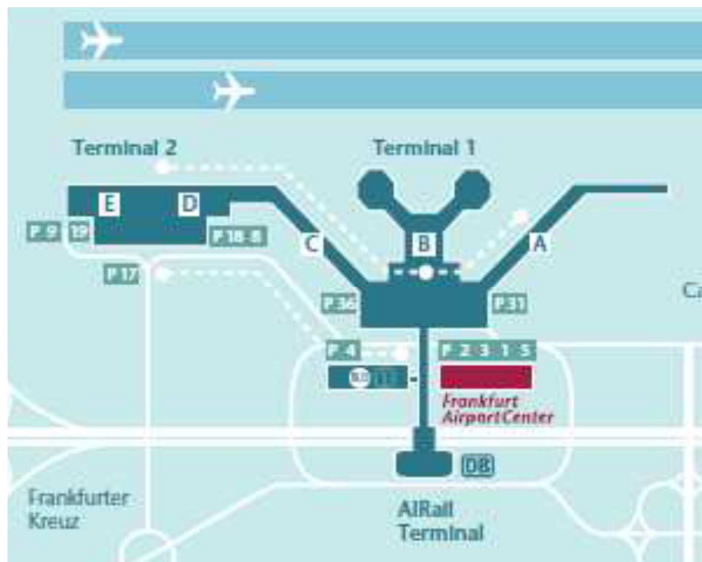 Terminal 2
Terminal 1
E
D
C
B
A
P 9
19
P 18 8
P 17
P 36
P 31
Ca
P 4
P 2 3 1 5
Frankfurt
AirportCenter
DB
Frankfurter
Kreuz
AIRail
Terminal